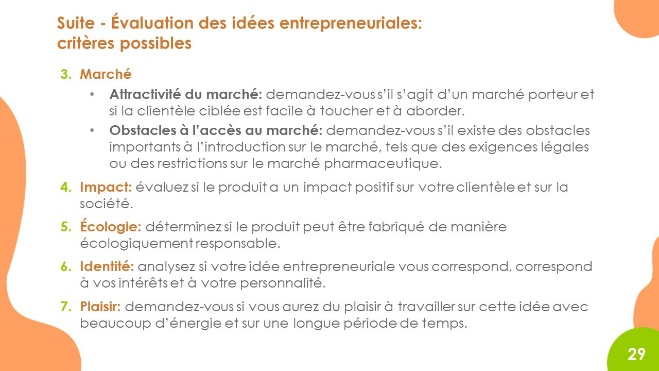 Suite - Évaluation des idées entrepreneuriales:
critères possibles
3. Marché
• Attractivité du marché: demandez-vous s'il s'agit d'un marché porteur et
si la clientèle ciblée est facile à toucher et à aborder.
• Obstacles à l'accès au marché: demandez-vous s'il existe des obstacles
importants à l'introduction sur le marché, tels que des exigences légales
ou des restrictions sur le marché pharmaceutique.
4. Impact: évaluez si le produit a un impact positif sur votre clientèle et sur la
société.
5. Écologie: déterminez si le produit peut être fabriqué de manière
écologiquement responsable.
6. Identité: analysez si votre idée entrepreneuriale vous correspond, correspond
à vos intérêts et à votre personnalité.
7. Plaisir: demandez-vous si vous aurez du plaisir à travailler sur cette idée avec
beaucoup d'énergie et sur une longue période de temps.
29